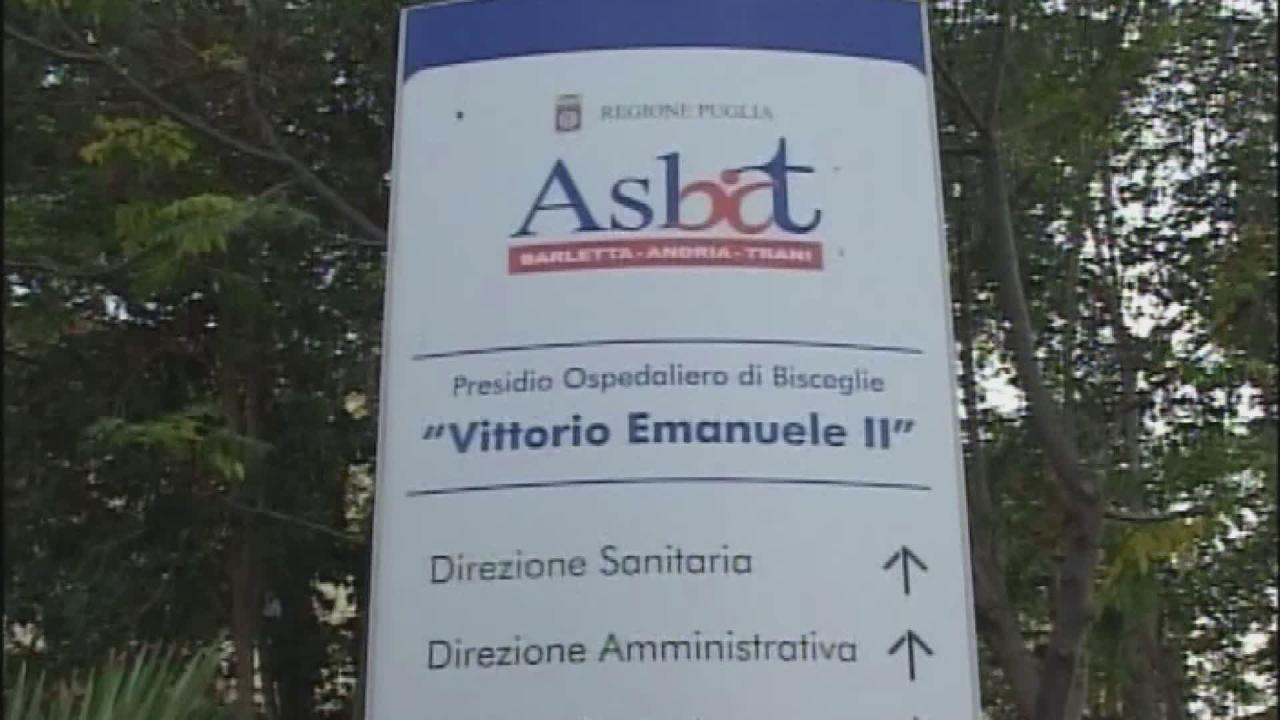 REGIONE PUGLIA
Asbat
BARLETTA - ANDRIA - TRANI
Presidio Ospedaliero di Bisceglie
"Vittorio Emanuele II"
Direzione Sanitaria ↑
Direzione Amministrativa ↑